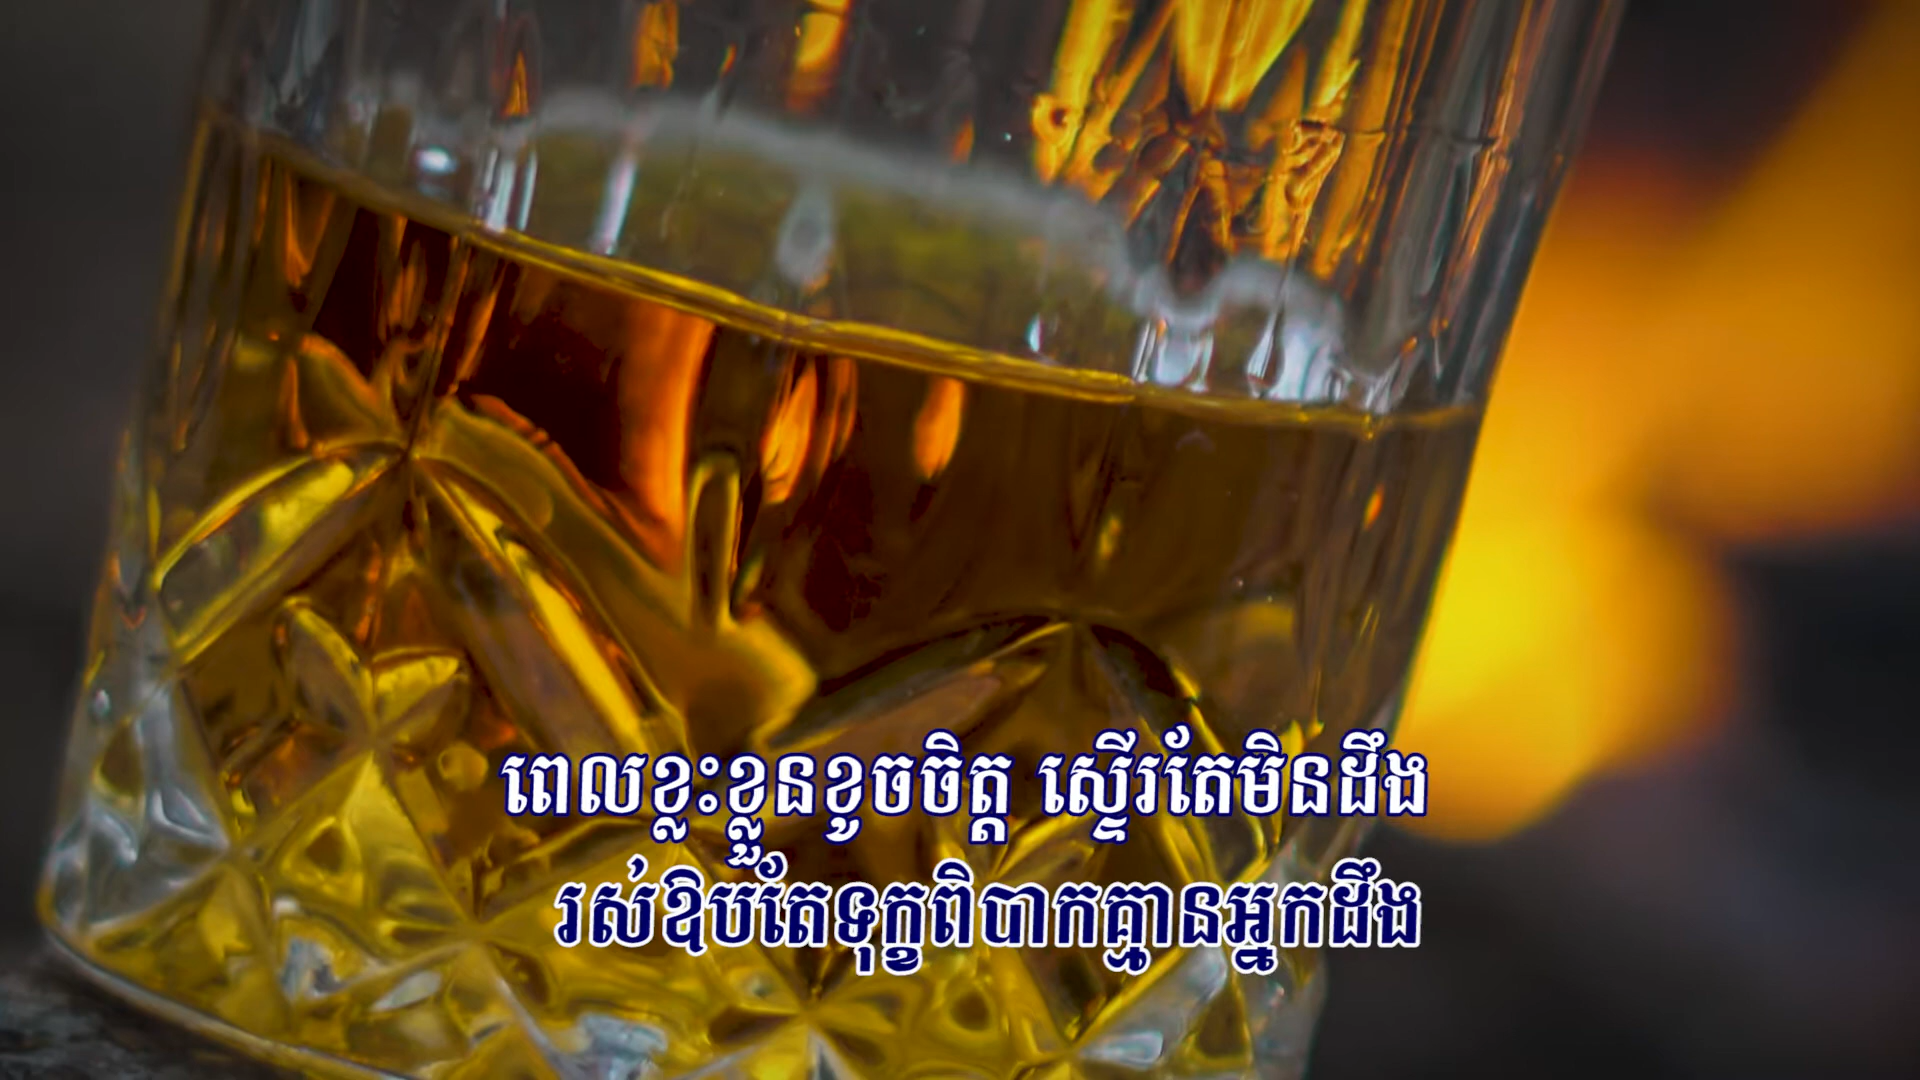 ពេលខ្លះខ្លួនខូចចិត្ត ស្ទើរតែមិនដឹង
រស់ឱបតែទុក្ខពិបាកគ្មានអ្នកដឹង